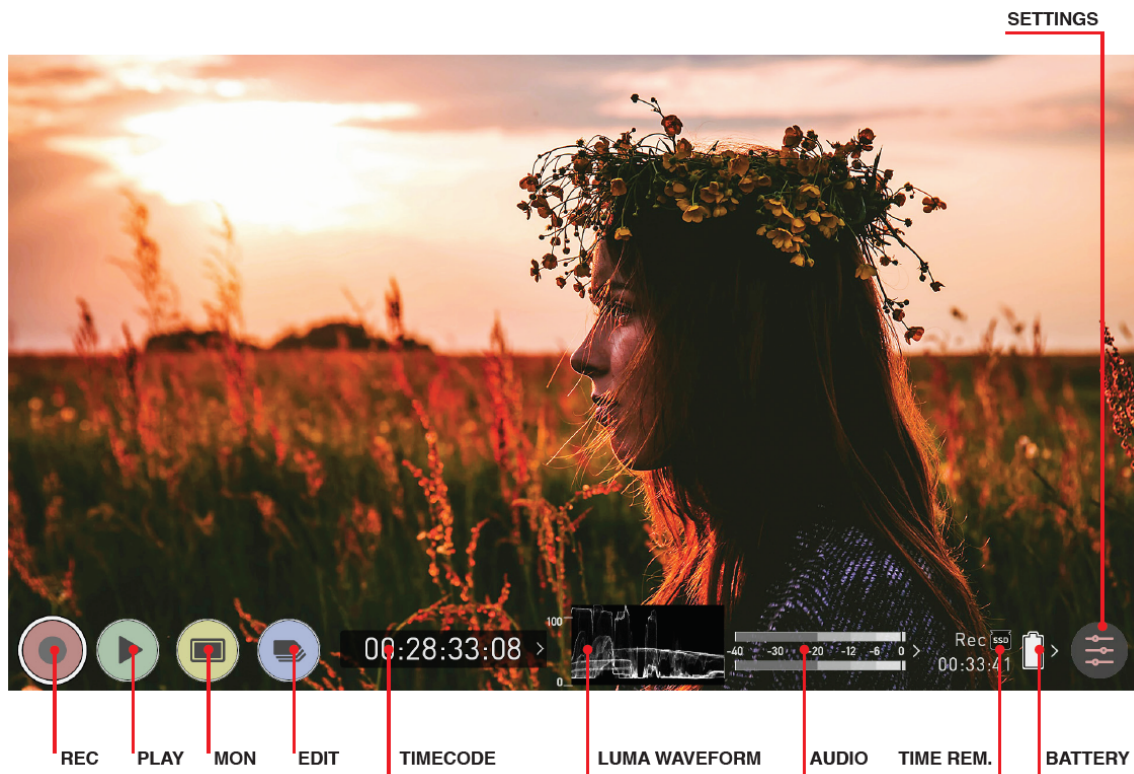 SETTINGS
100
0
00:28:33:08 >
-40 -30 -20 -12 -6 0 >
Rec SSD
00:33:41 >
REC PLAY MON EDIT TIMECODE LUMA WAVEFORM AUDIO TIME REM. BATTERY